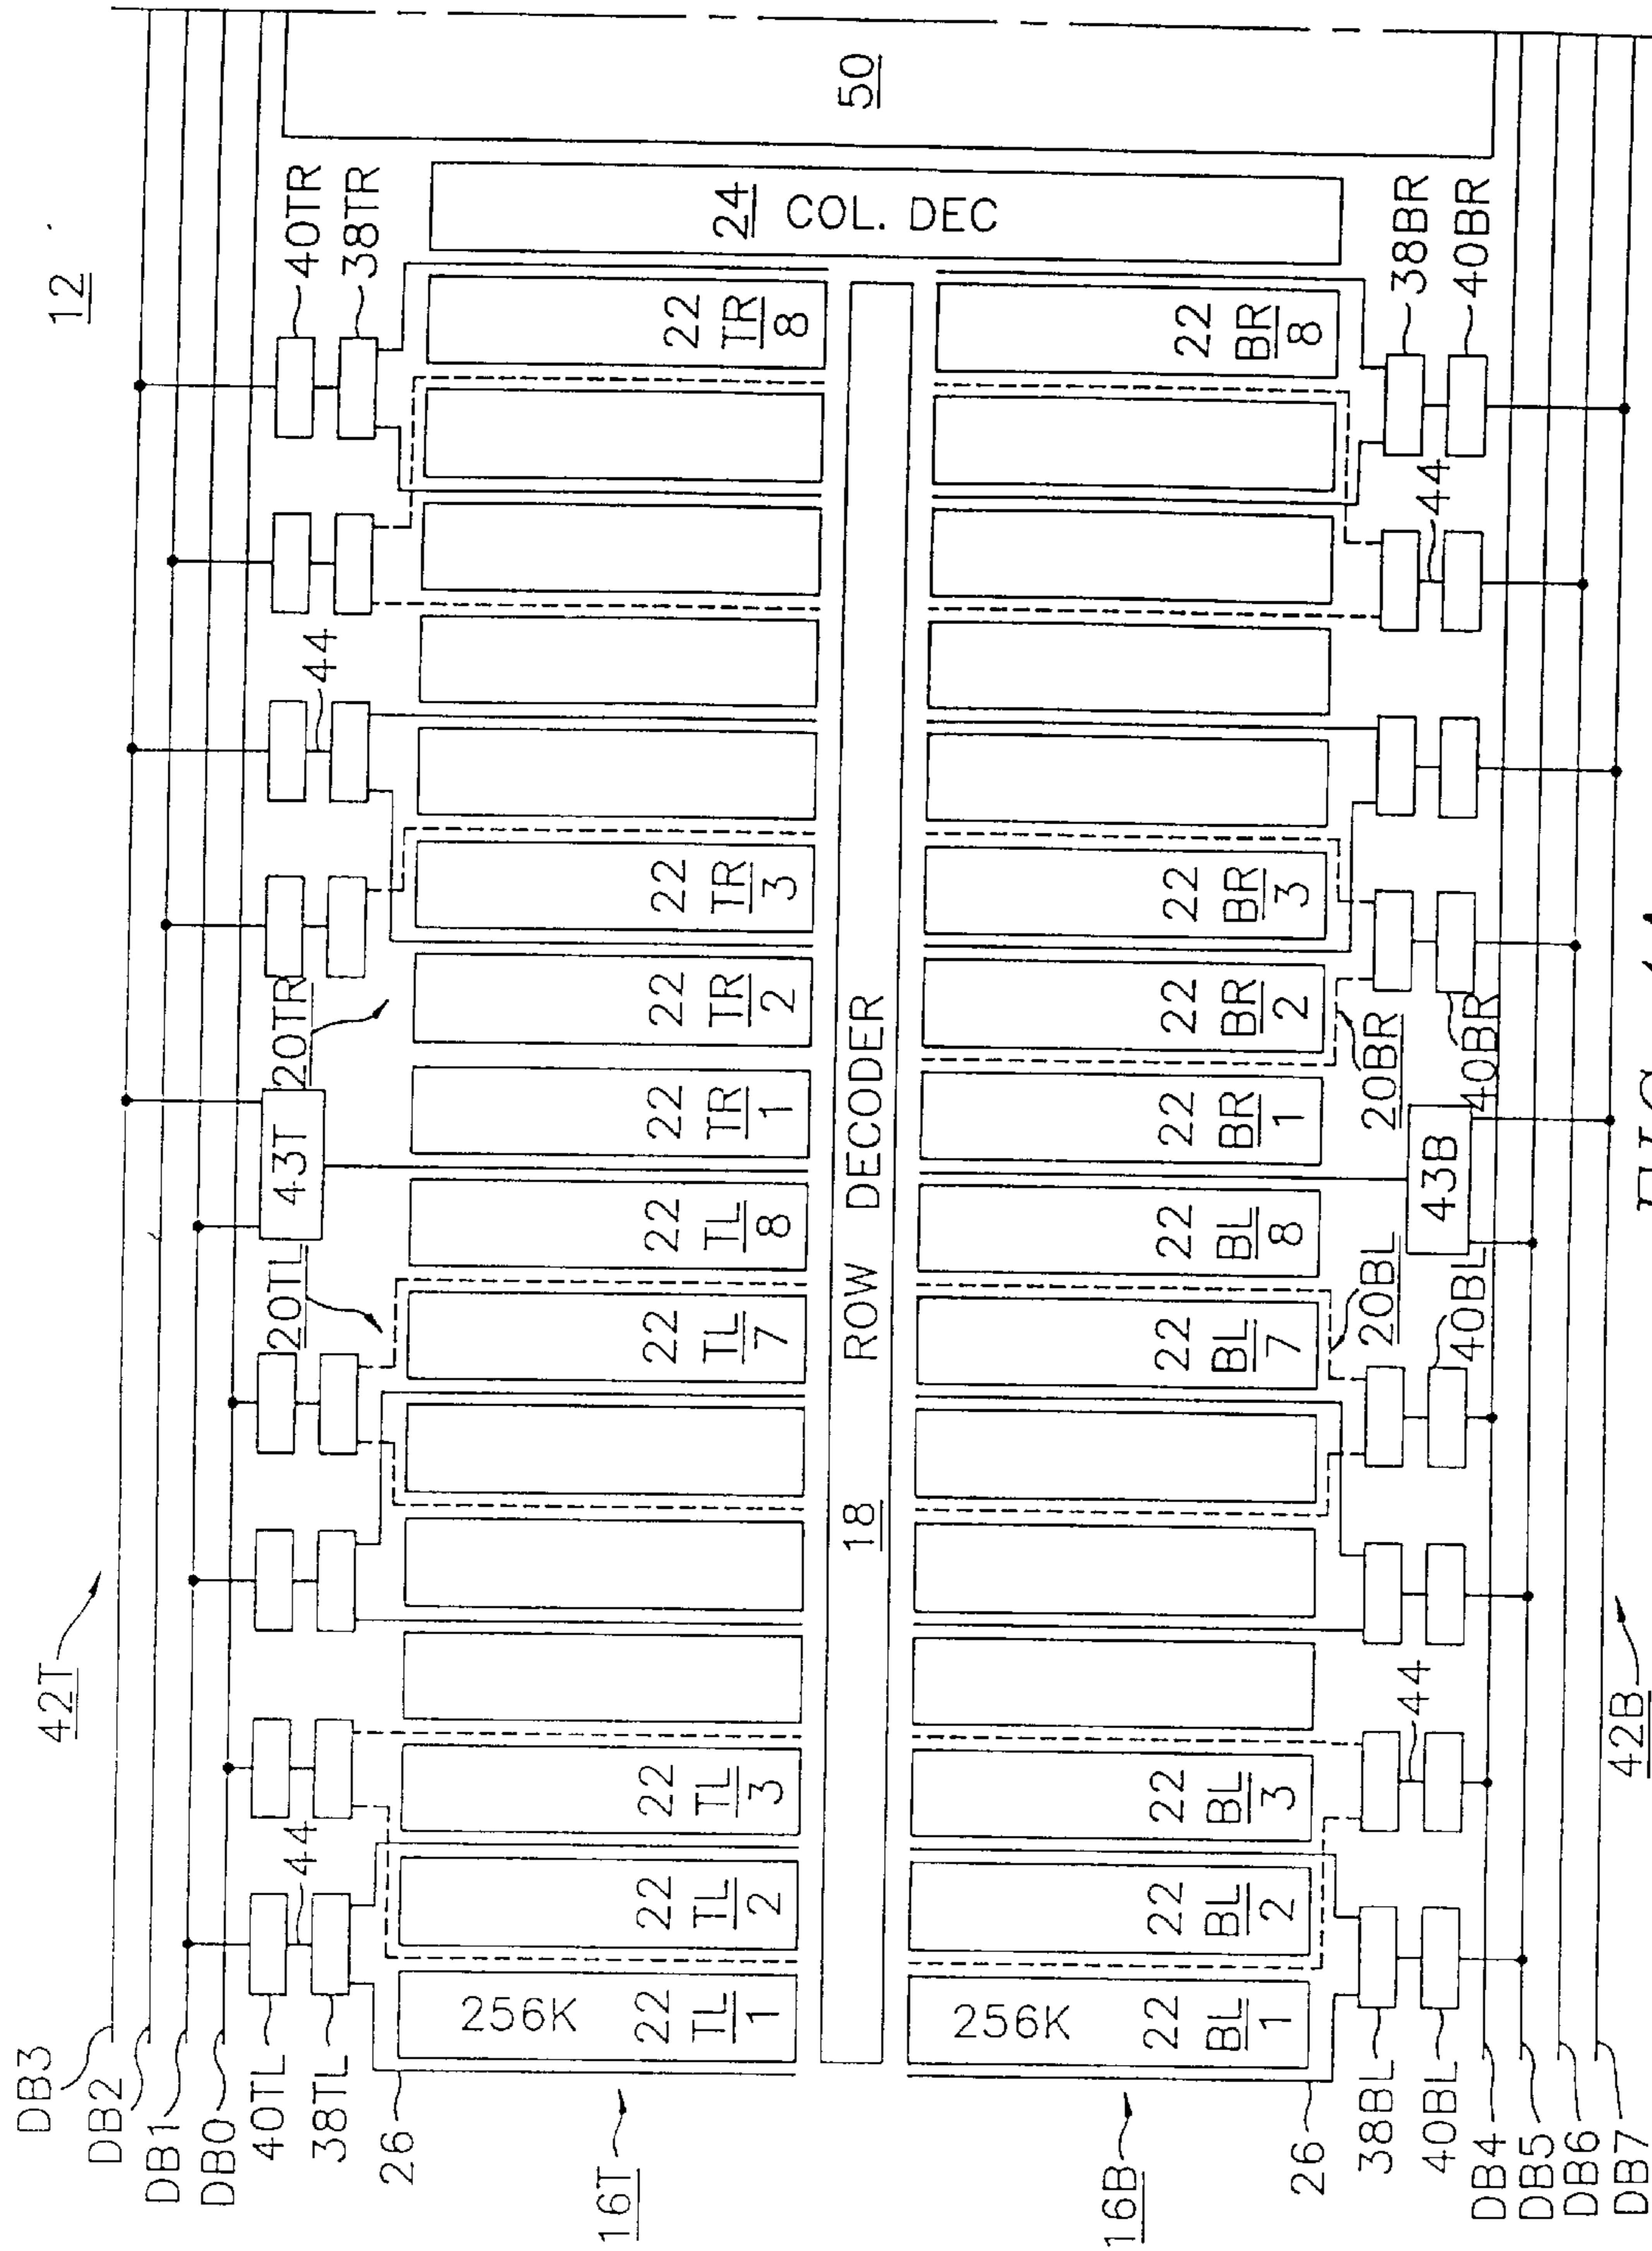 12
42T
DB3
DB2
DB1
DB0
40TL
38TL
44
44
40TR
38TR
20TL
43T
20TR
26
16T
256K
22
TL
1
22
TL
2
22
TL
3
22
TL
7
22
TL
8
22
TR
1
22
TR
2
22
TR
3
22
TR
8
18
ROW DECODER
24
COL. DEC
50
16B
256K
22
BL
1
22
BL
2
22
BL
3
22
BL
7
22
BL
8
22
BR
1
22
BR
2
22
BR
3
22
BR
8
26
38BL
40BL
44
20BL
40BL
43B
20BR
40BR
44
38BR
40BR
DB4
DB5
DB6
DB7
42B